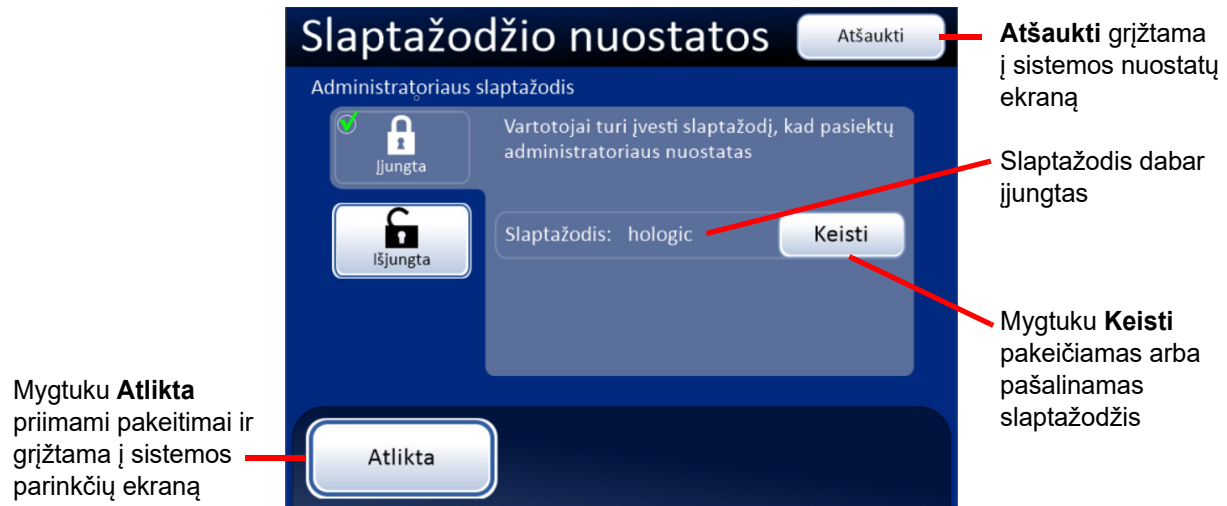 Slaptažodžio nuostatos
Atšaukti
Administratoriaus slaptažodis
Įjungta
Vartotojai turi įvesti slaptažodį, kad pasiektų
administratoriaus nuostatas
Išjungta
Slaptažodis: hologic
Keisti
Atlikta
Atšaukti grįžtama
į sistemos nuostatų
ekraną
Slaptažodis dabar
įjungtas
Mygtuku Keisti
pakeičiamas arba
pašalinamas
slaptažodžis
Mygtuku Atlikta
priimami pakeitimai ir
grįžtama į sistemos
parinkčių ekraną